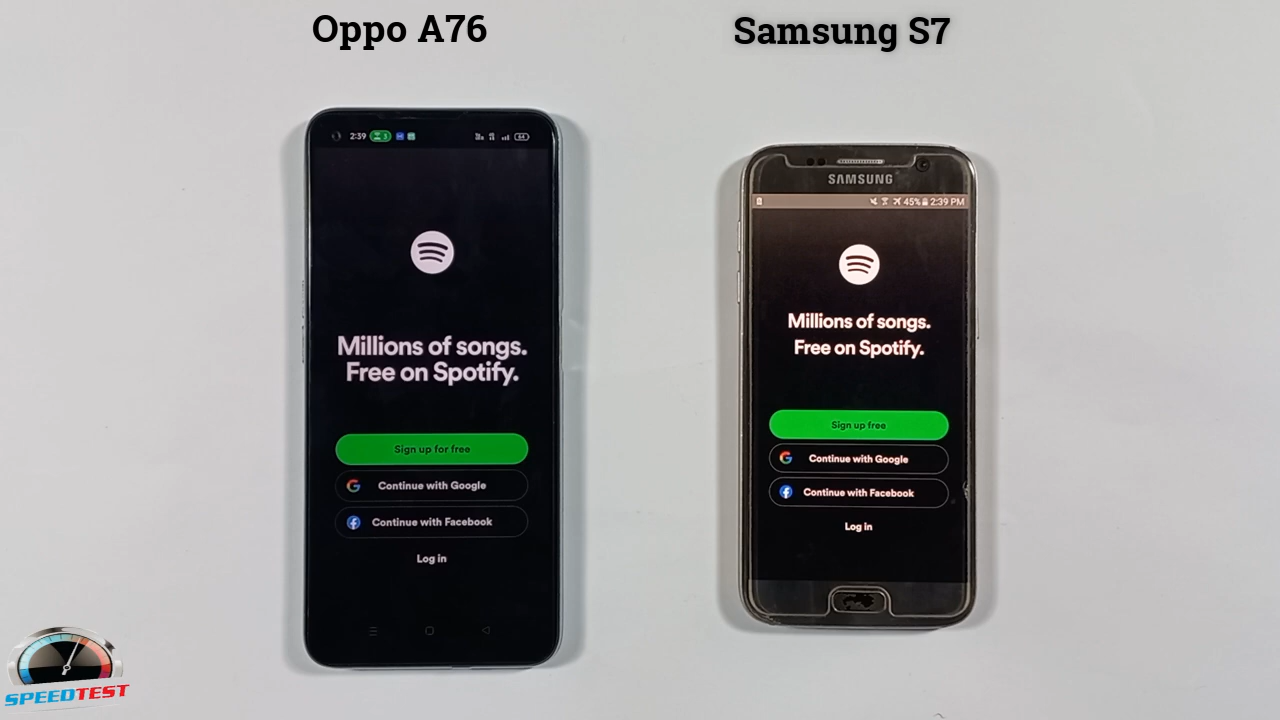 Oppo A76
Samsung S7
2:39
3
64
Millions of songs.
Free on Spotify.
Sign up for free
Continue with Google
Continue with Facebook
Log in
SAMSUNG
45% 2:39 PM
Millions of songs.
Free on Spotify.
Sign up free
Continue with Google
Continue with Facebook
Log in
SPEEDTEST